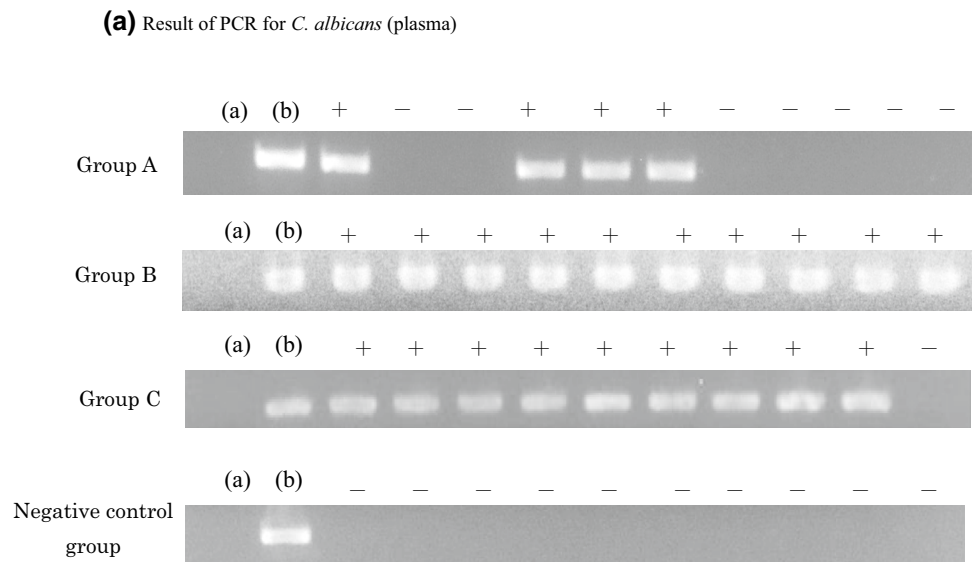 (a) Result of PCR for C. albicans (plasma)
(a) (b) + − − + + + − − − − −
Group A
(a) (b) + + + + + + + + + +
Group B
(a) (b) + + + + + + + + + −
Group C
(a) (b) − − − − − − − − − −
Negative control
group